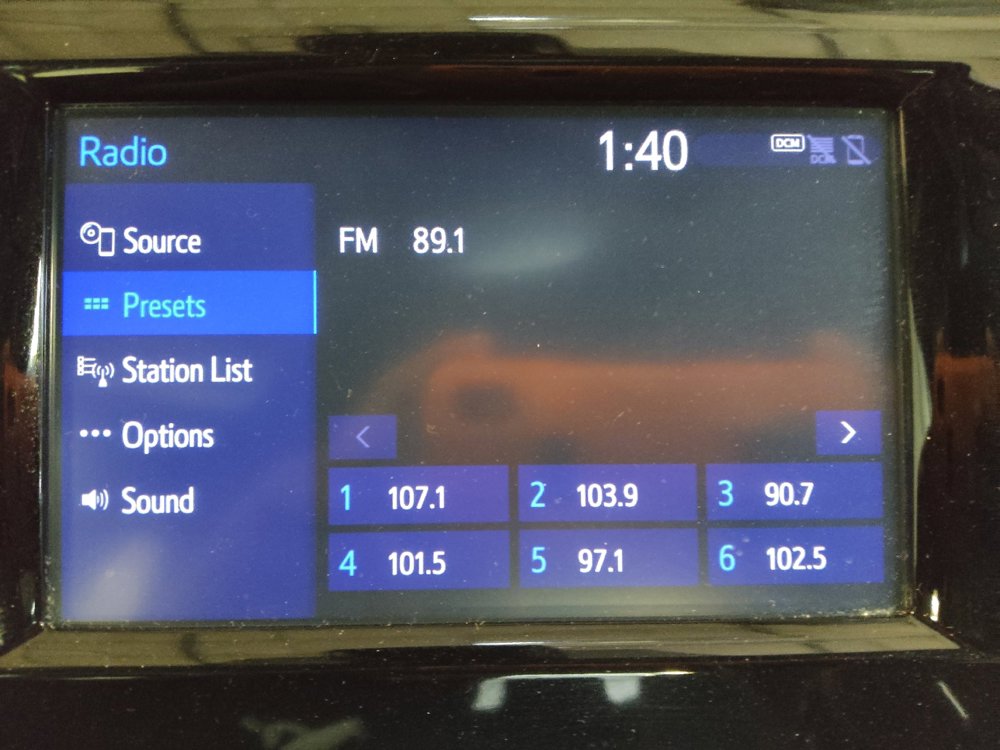 Radio 1:40 DCM DCM
Source
FM 89.1
Presets
Station List
Options
< >
Sound
1 107.1 2 103.9 3 90.7
4 101.5 5 97.1 6 102.5